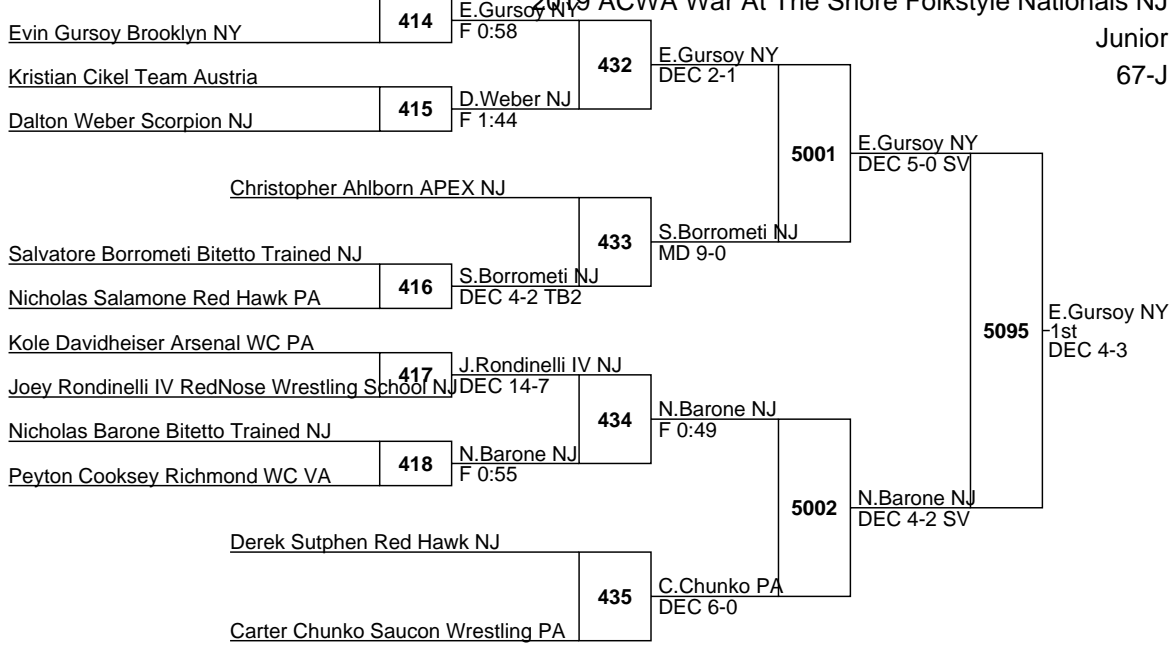 2019 ACWA War At The Shore Folkstyle Nationals NJ
Junior
67-J
Evin Gursoy Brooklyn NY
414
E.Gursoy NY
F 0:58
Kristian Cikel Team Austria
Dalton Weber Scorpion NJ
415
D.Weber NJ
F 1:44
432
E.Gursoy NY
DEC 2-1
Christopher Ahlborn APEX NJ
Salvatore Borrometi Bitetto Trained NJ
Nicholas Salamone Red Hawk PA
416
S.Borrometi NJ
DEC 4-2 TB2
433
S.Borrometi NJ
MD 9-0
5001
E.Gursoy NY
DEC 5-0 SV
Kole Davidheiser Arsenal WC PA
Joey Rondinelli IV RedNose Wrestling School NJ
417
J.Rondinelli IV NJ
DEC 14-7
Nicholas Barone Bitetto Trained NJ
Peyton Cooksey Richmond WC VA
418
N.Barone NJ
F 0:55
434
N.Barone NJ
F 0:49
Derek Sutphen Red Hawk NJ
Carter Chunko Saucon Wrestling PA
435
C.Chunko PA
DEC 6-0
5002
N.Barone NJ
DEC 4-2 SV
5095
E.Gursoy NY
1st
DEC 4-3